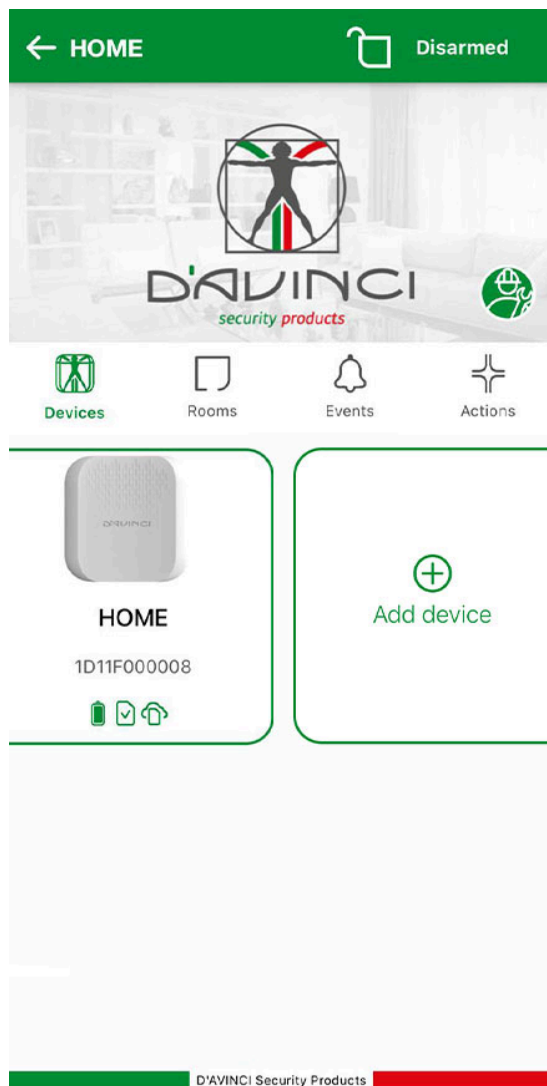 HOME
Disarmed
D'AVINCI
security products
Devices
Rooms
Events
Actions
D'AVINCI
HOME
1D11F000008
Add device
D'AVINCI Security Products